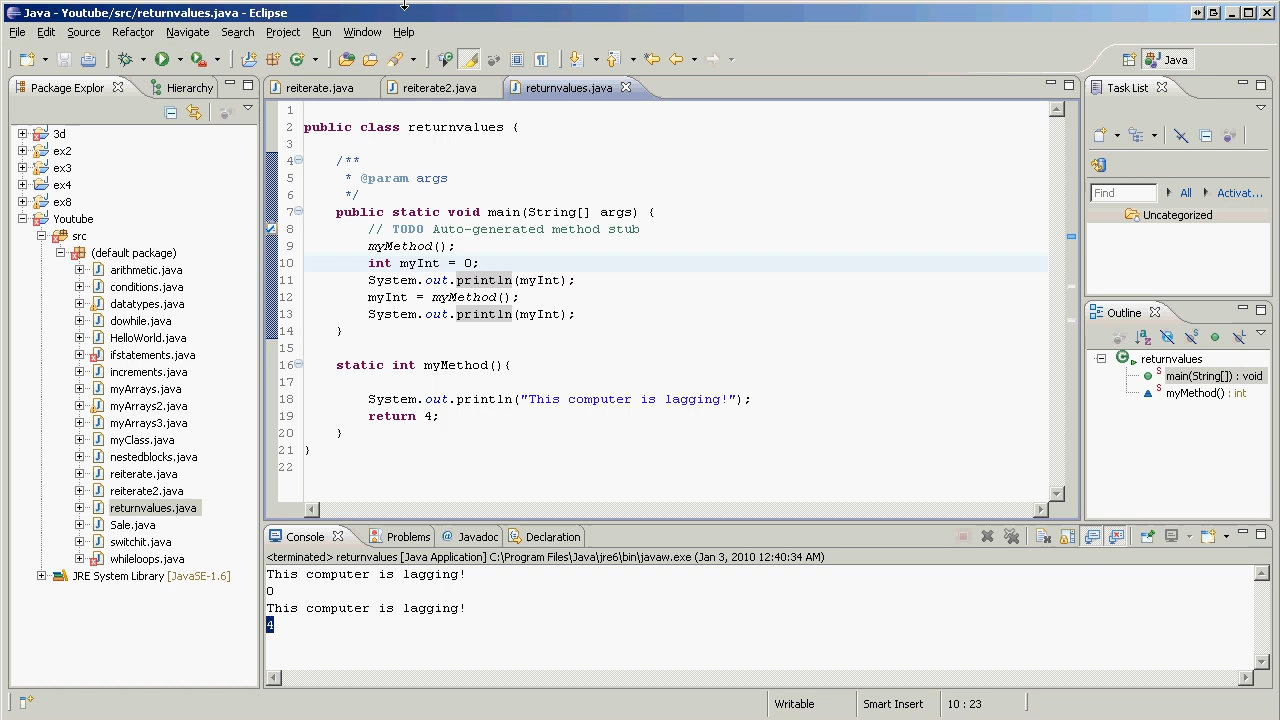 Java - Youtube/src/returnvalues.java - Eclipse
File Edit Source Refactor Navigate Search Project Run Window Help
Java
Package Explor
Hierarchy
3d
ex2
ex3
ex4
ex8
Youtube
src
(default package)
arithmetic.java
conditions.java
datatypes.java
dowhile.java
HelloWorld.java
ifstatements.java
increments.java
myArrays.java
myArrays2.java
myArrays3.java
myClass.java
nestedblocks.java
reiterate.java
reiterate2.java
returnvalues.java
Sale.java
switchit.java
whileloops.java
JRE System Library [JavaSE-1.6]
reiterate.java
reiterate2.java
returnvalues.java
1
2 public class returnvalues {
3
4 /**
5 * @param args
6 */
7 public static void main(String[] args) {
8 // TODO Auto-generated method stub
9 myMethod();
10 int myInt = 0;
11 System.out.println(myInt);
12 myInt = myMethod();
13 System.out.println(myInt);
14 }
15
16 static int myMethod(){
17
18 System.out.println("This computer is lagging!");
19 return 4;
20 }
21 }
22
Task List
Find
All
Activat...
Uncategorized
Outline
returnvalues
main(String[]) : void
myMethod() : int
Console
Problems
Javadoc
Declaration
<terminated> returnvalues [Java Application] C:\Program Files\Java\jre6\bin\javaw.exe (Jan 3, 2010 12:40:34 AM)
This computer is lagging!
0
This computer is lagging!
4
Writable
Smart Insert
10 : 23